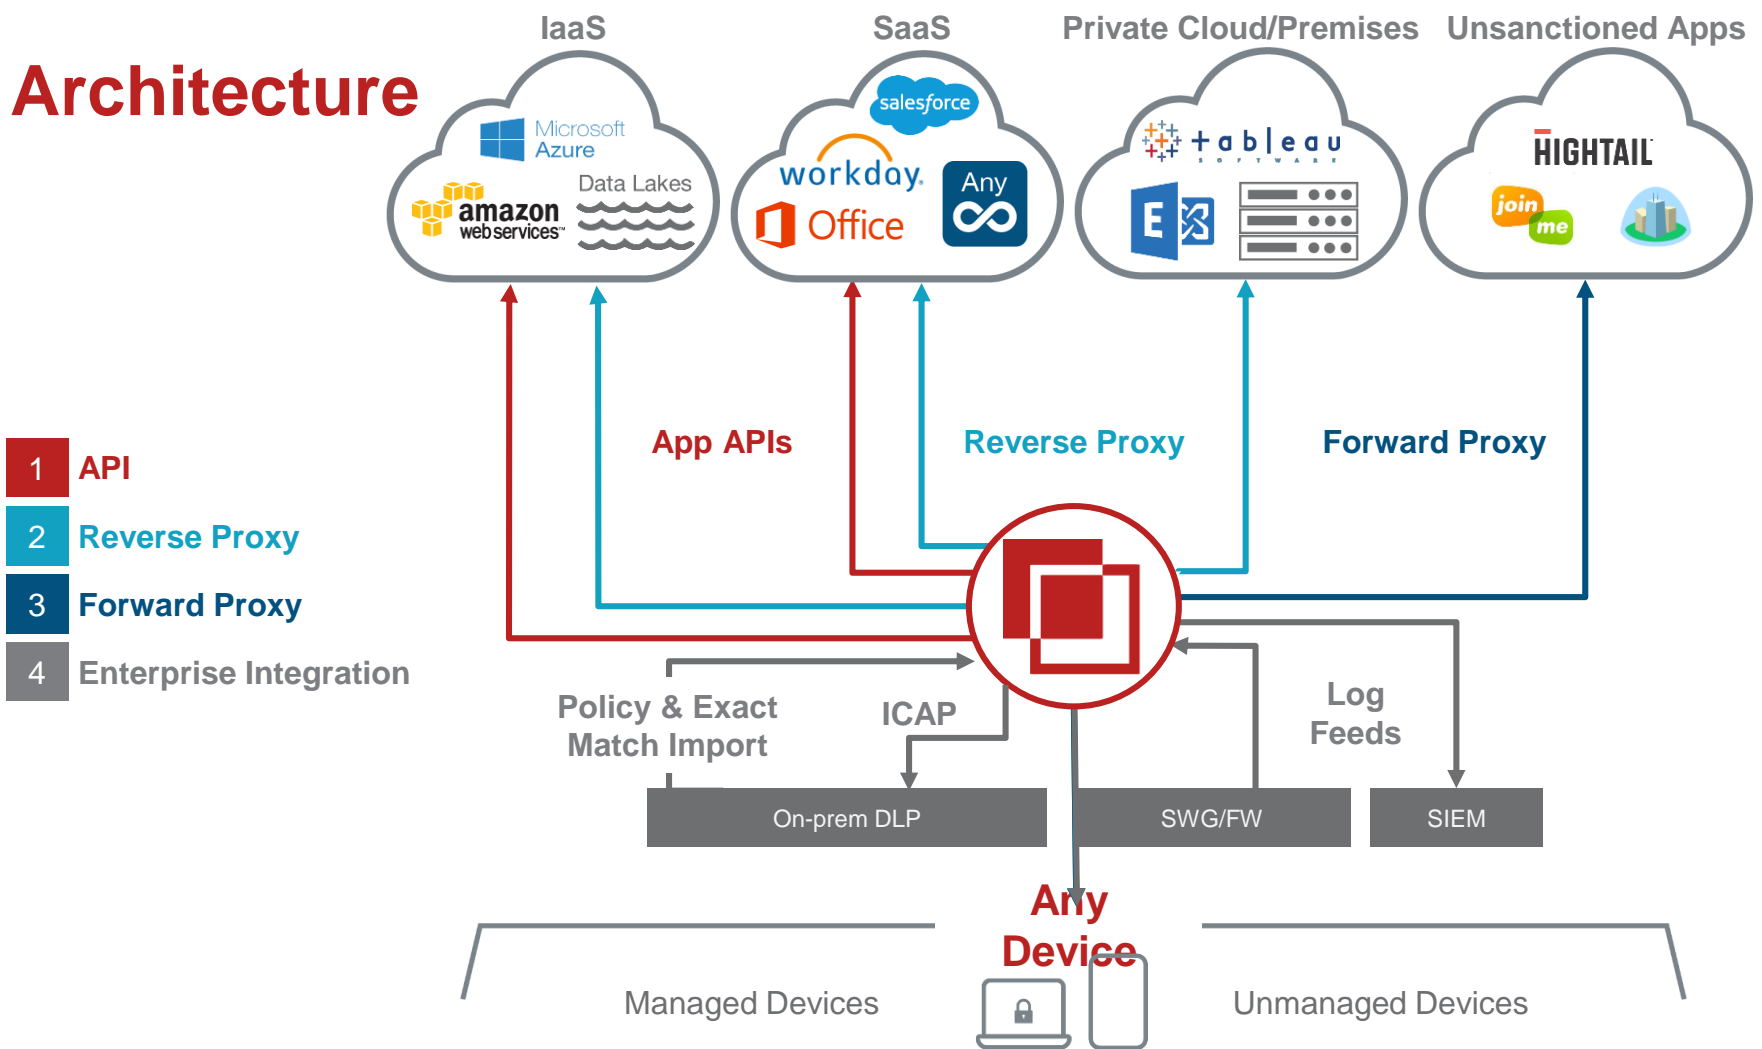 IaaS
SaaS
Private Cloud/Premises
Unsanctioned Apps
Architecture
Microsoft
Azure
Data Lakes
amazon
web services™
salesforce
workday.
Office
Any
tableau
SOFTWARE
E
HIGHTAIL
join
me
App APIs
Reverse Proxy
Forward Proxy
1 API
2 Reverse Proxy
3 Forward Proxy
4 Enterprise Integration
Policy & Exact
Match Import
ICAP
Log
Feeds
On-prem DLP
SWG/FW
SIEM
Any
Device
Managed Devices
Unmanaged Devices